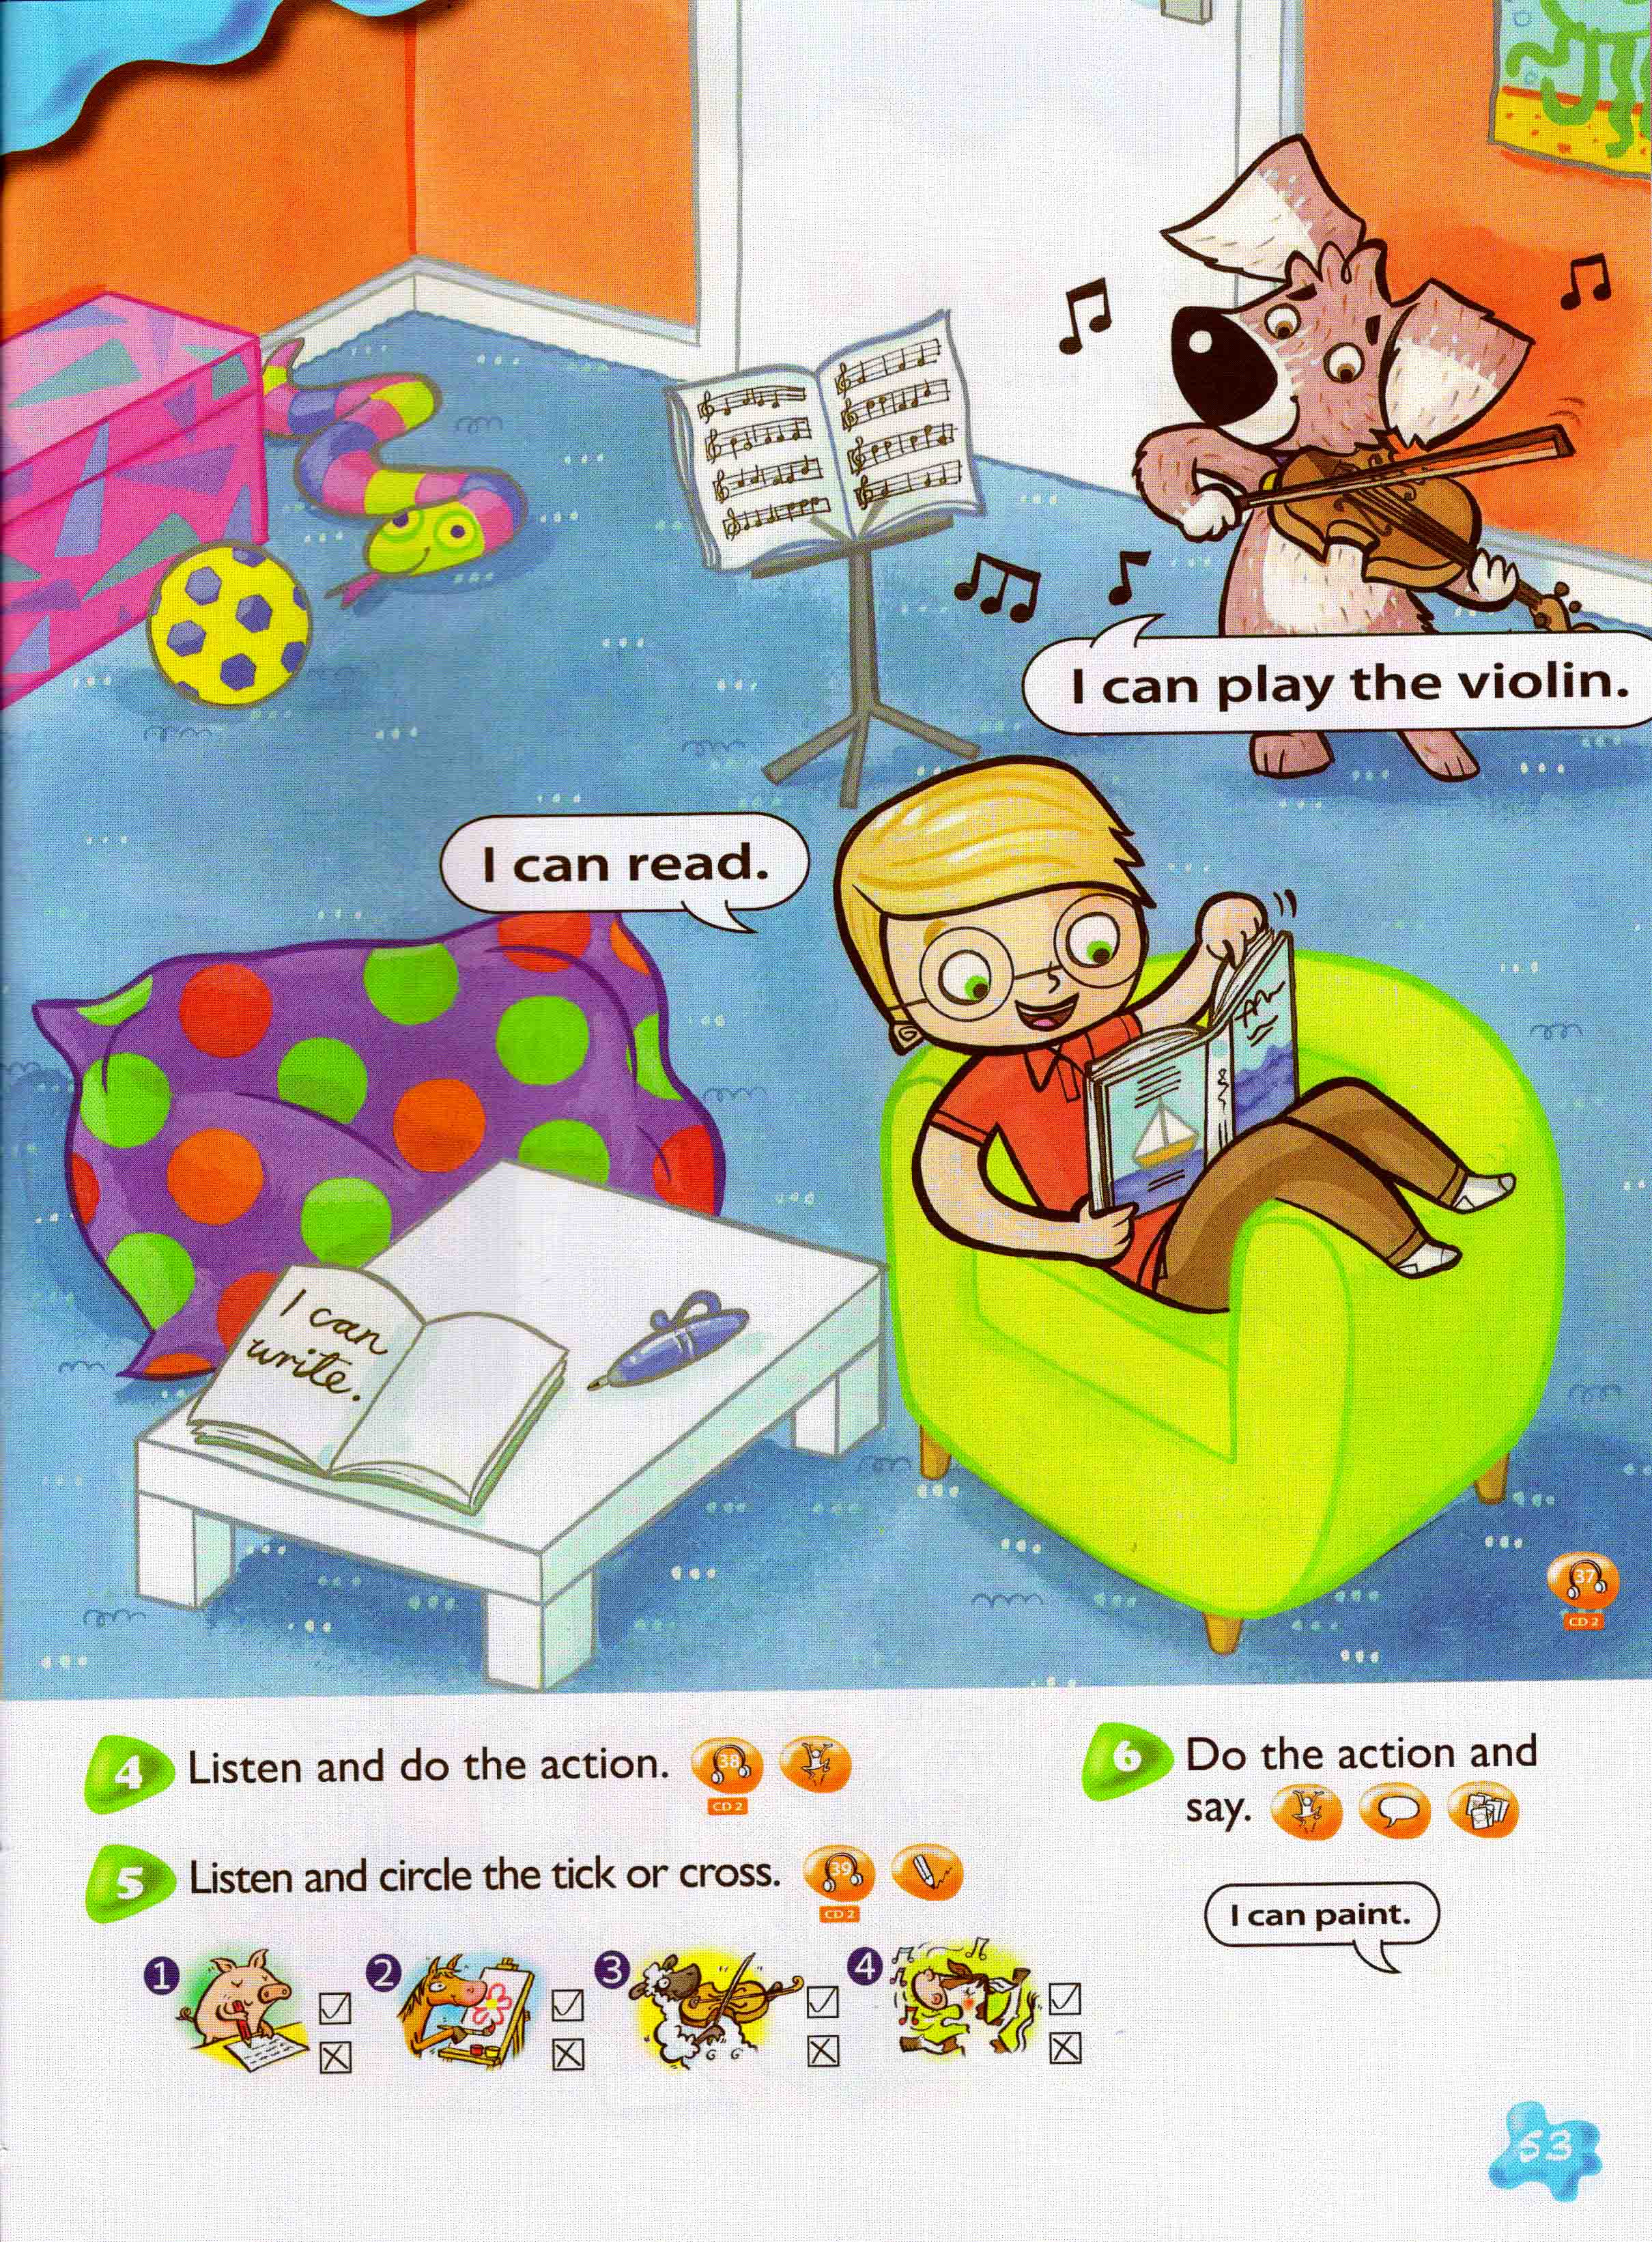 I can play the violin.
I can read.
I can
write.
37
CD 2
4 Listen and do the action. 38
CD 2
5 Listen and circle the tick or cross. 39
CD 2
1 2 3 4
6 Do the action and
say.
I can paint.
53